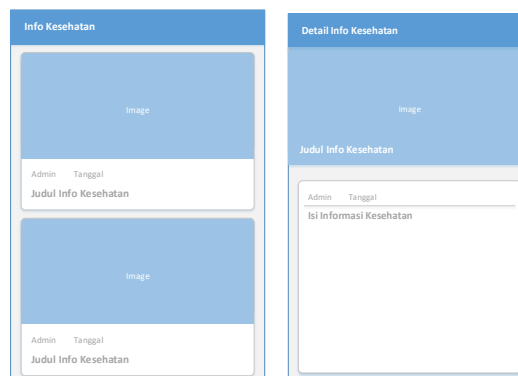 Info Kesehatan
Image
Admin Tanggal
Judul Info Kesehatan
Image
Admin Tanggal
Judul Info Kesehatan
Detail Info Kesehatan
Image
Judul Info Kesehatan
Admin Tanggal
Isi Informasi Kesehatan